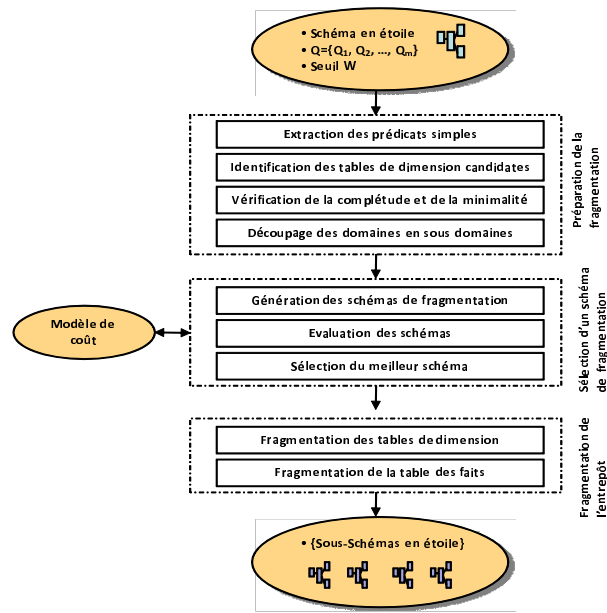 • Schéma en étoile
• Q={Q1, Q2, ..., Qm}
• Seuil W
Extraction des prédicats simples
Identification des tables de dimension candidates
Vérification de la complétude et de la minimalité
Découpage des domaines en sous domaines
Préparation de la
fragmentation
Génération des schémas de fragmentation
Evaluation des schémas
Sélection du meilleur schéma
Sélection d'un schéma
de fragmentation
Modèle de
coût
Fragmentation des tables de dimension
Fragmentation de la table des faits
Fragmentation de
l'entrepôt
• {Sous-Schémas en étoile}